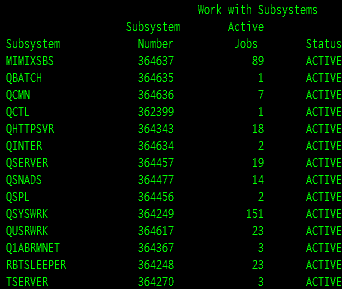 Work with Subsystems
Subsystem Active
Subsystem Number Jobs Status
MIMIXSBS 364637 89 ACTIVE
QBATCH 364635 1 ACTIVE
QCMN 364636 7 ACTIVE
QCTL 362399 1 ACTIVE
QHTTPSVR 364343 18 ACTIVE
QINTER 364634 2 ACTIVE
QSERVER 364457 19 ACTIVE
QSNADS 364477 14 ACTIVE
QSPL 364456 2 ACTIVE
QSYSWRK 364249 151 ACTIVE
QUSRWRK 364617 23 ACTIVE
Q1ABRMNET 364367 3 ACTIVE
RBTSLEEPER 364248 23 ACTIVE
TSERVER 364270 3 ACTIVE